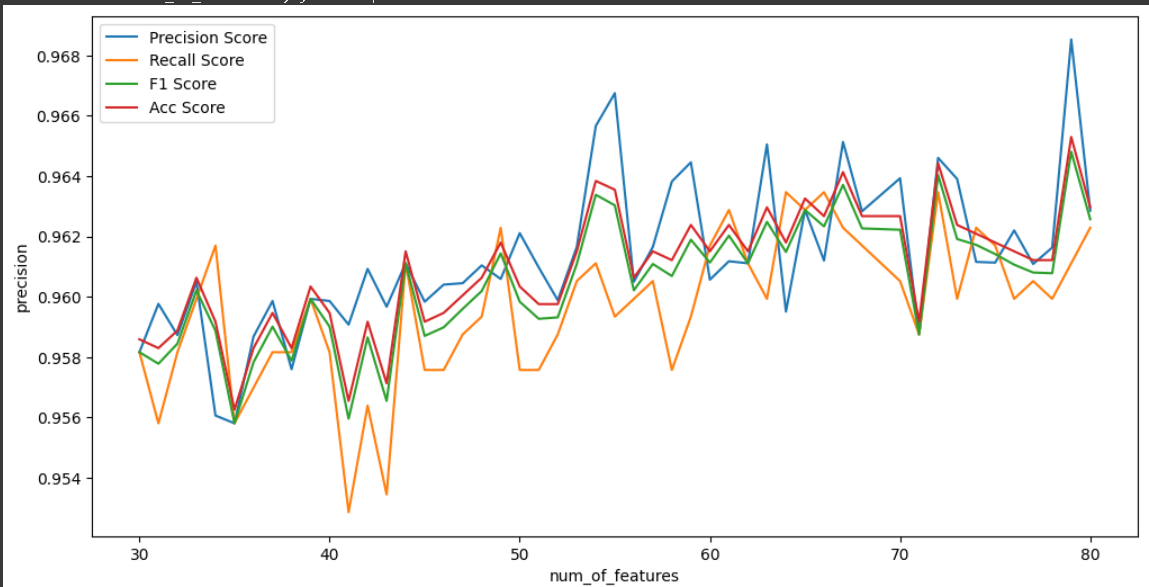 Precision Score
Recall Score
F1 Score
Acc Score
precision
0.968
0.966
0.964
0.962
0.960
0.958
0.956
0.954
30 40 50 60 70 80
num_of_features